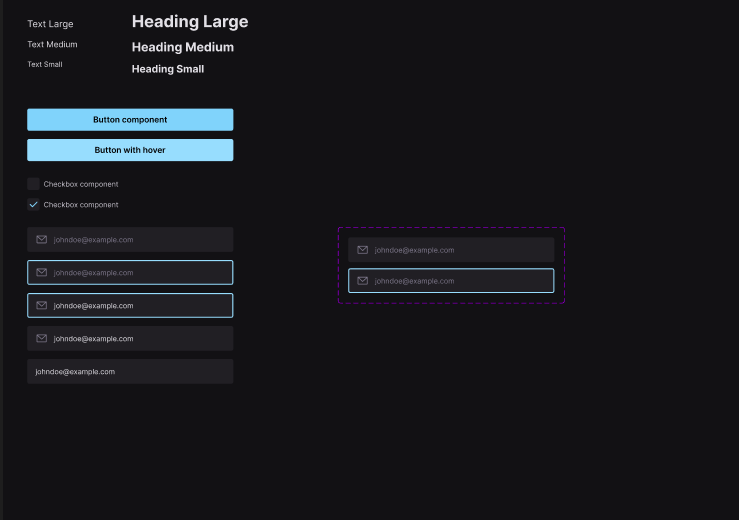 Text Large
Heading Large
Text Medium
Heading Medium
Text Small
Heading Small
Button component
Button with hover
Checkbox component
Checkbox component
johndoe@example.com
johndoe@example.com
johndoe@example.com
johndoe@example.com
johndoe@example.com
johndoe@example.com
johndoe@example.com